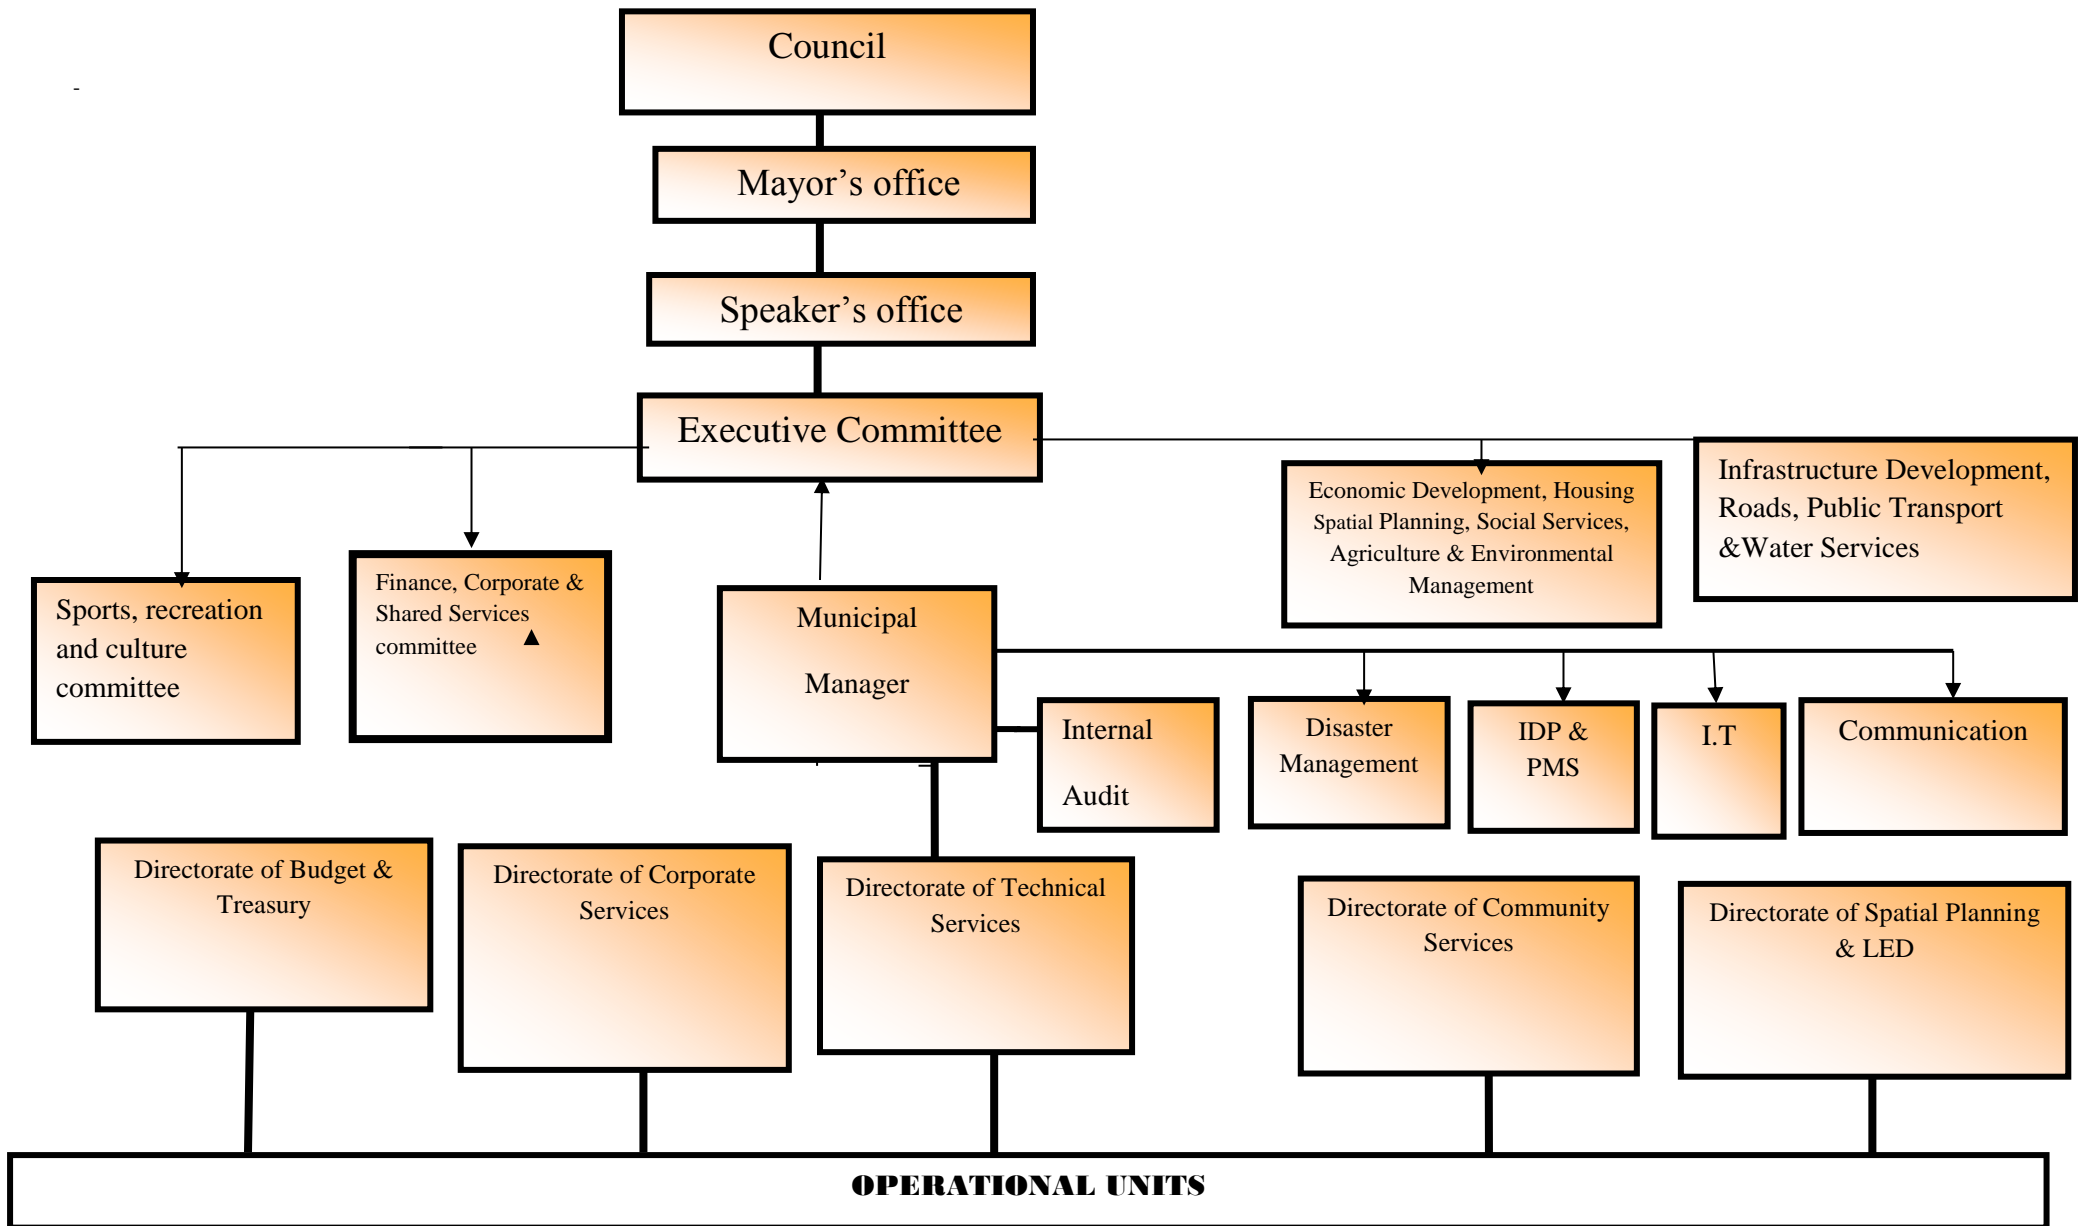 Council
-
Mayor’s office
Speaker’s office
Executive Committee
Sports, recreation
and culture
committee
Finance, Corporate &
Shared Services
committee
Municipal
Manager
Economic Development, Housing
Spatial Planning, Social Services,
Agriculture & Environmental
Management
Infrastructure Development,
Roads, Public Transport
&Water Services
Internal
Audit
Disaster
Management
IDP &
PMS
I.T
Communication
Directorate of Budget &
Treasury
Directorate of Corporate
Services
Directorate of Technical
Services
Directorate of Community
Services
Directorate of Spatial Planning
& LED
OPERATIONAL UNITS